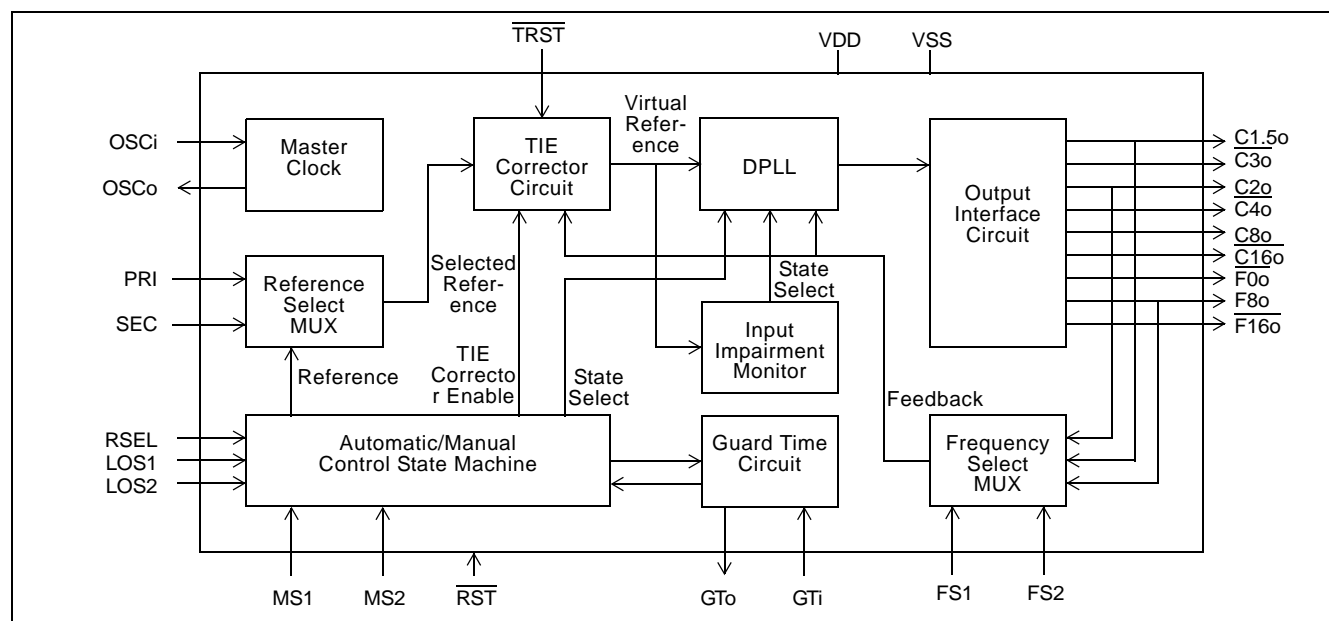 TRST
VDD
VSS
OSCi
OSCo
Master
Clock
TIE
Corrector
Circuit
Virtual
Refer-
ence
DPLL
Output
Interface
Circuit
C1.5o
C3o
C2o
C4o
C8o
C16o
F0o
F8o
F16o
PRI
SEC
Reference
Select
MUX
Selected
Refer-
ence
State
Select
Input
Impairment
Monitor
Reference
TIE
Correcto
r Enable
State
Select
Feedback
RSEL
LOS1
LOS2
Automatic/Manual
Control State Machine
Guard Time
Circuit
Frequency
Select
MUX
MS1
MS2
RST
GTo
GTi
FS1
FS2